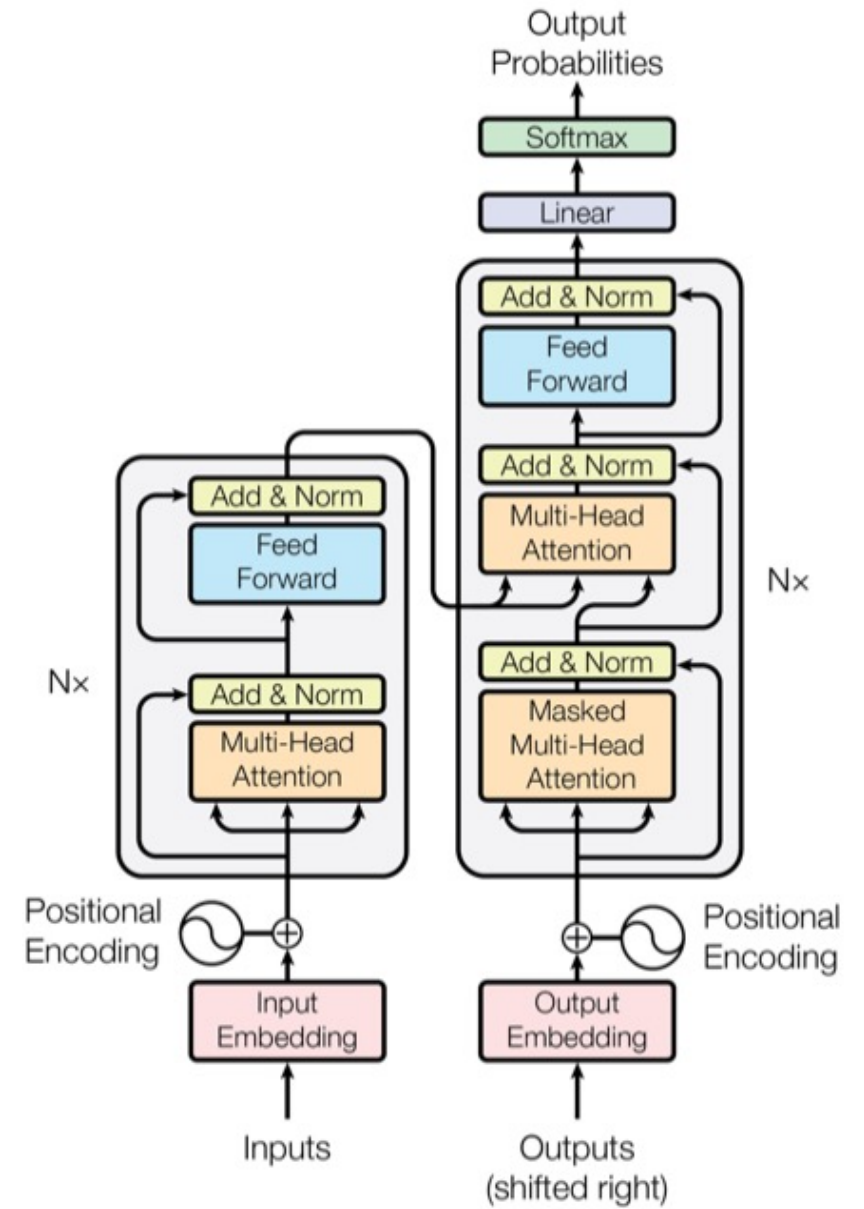 Output
Probabilities
Softmax
Linear
Add & Norm
Feed
Forward
Add & Norm
Multi-Head
Attention
Nx
Add & Norm
Masked
Multi-Head
Attention
Add & Norm
Feed
Forward
Nx
Add & Norm
Multi-Head
Attention
Positional
Encoding
Positional
Encoding
Input
Embedding
Output
Embedding
Inputs
Outputs
(shifted right)